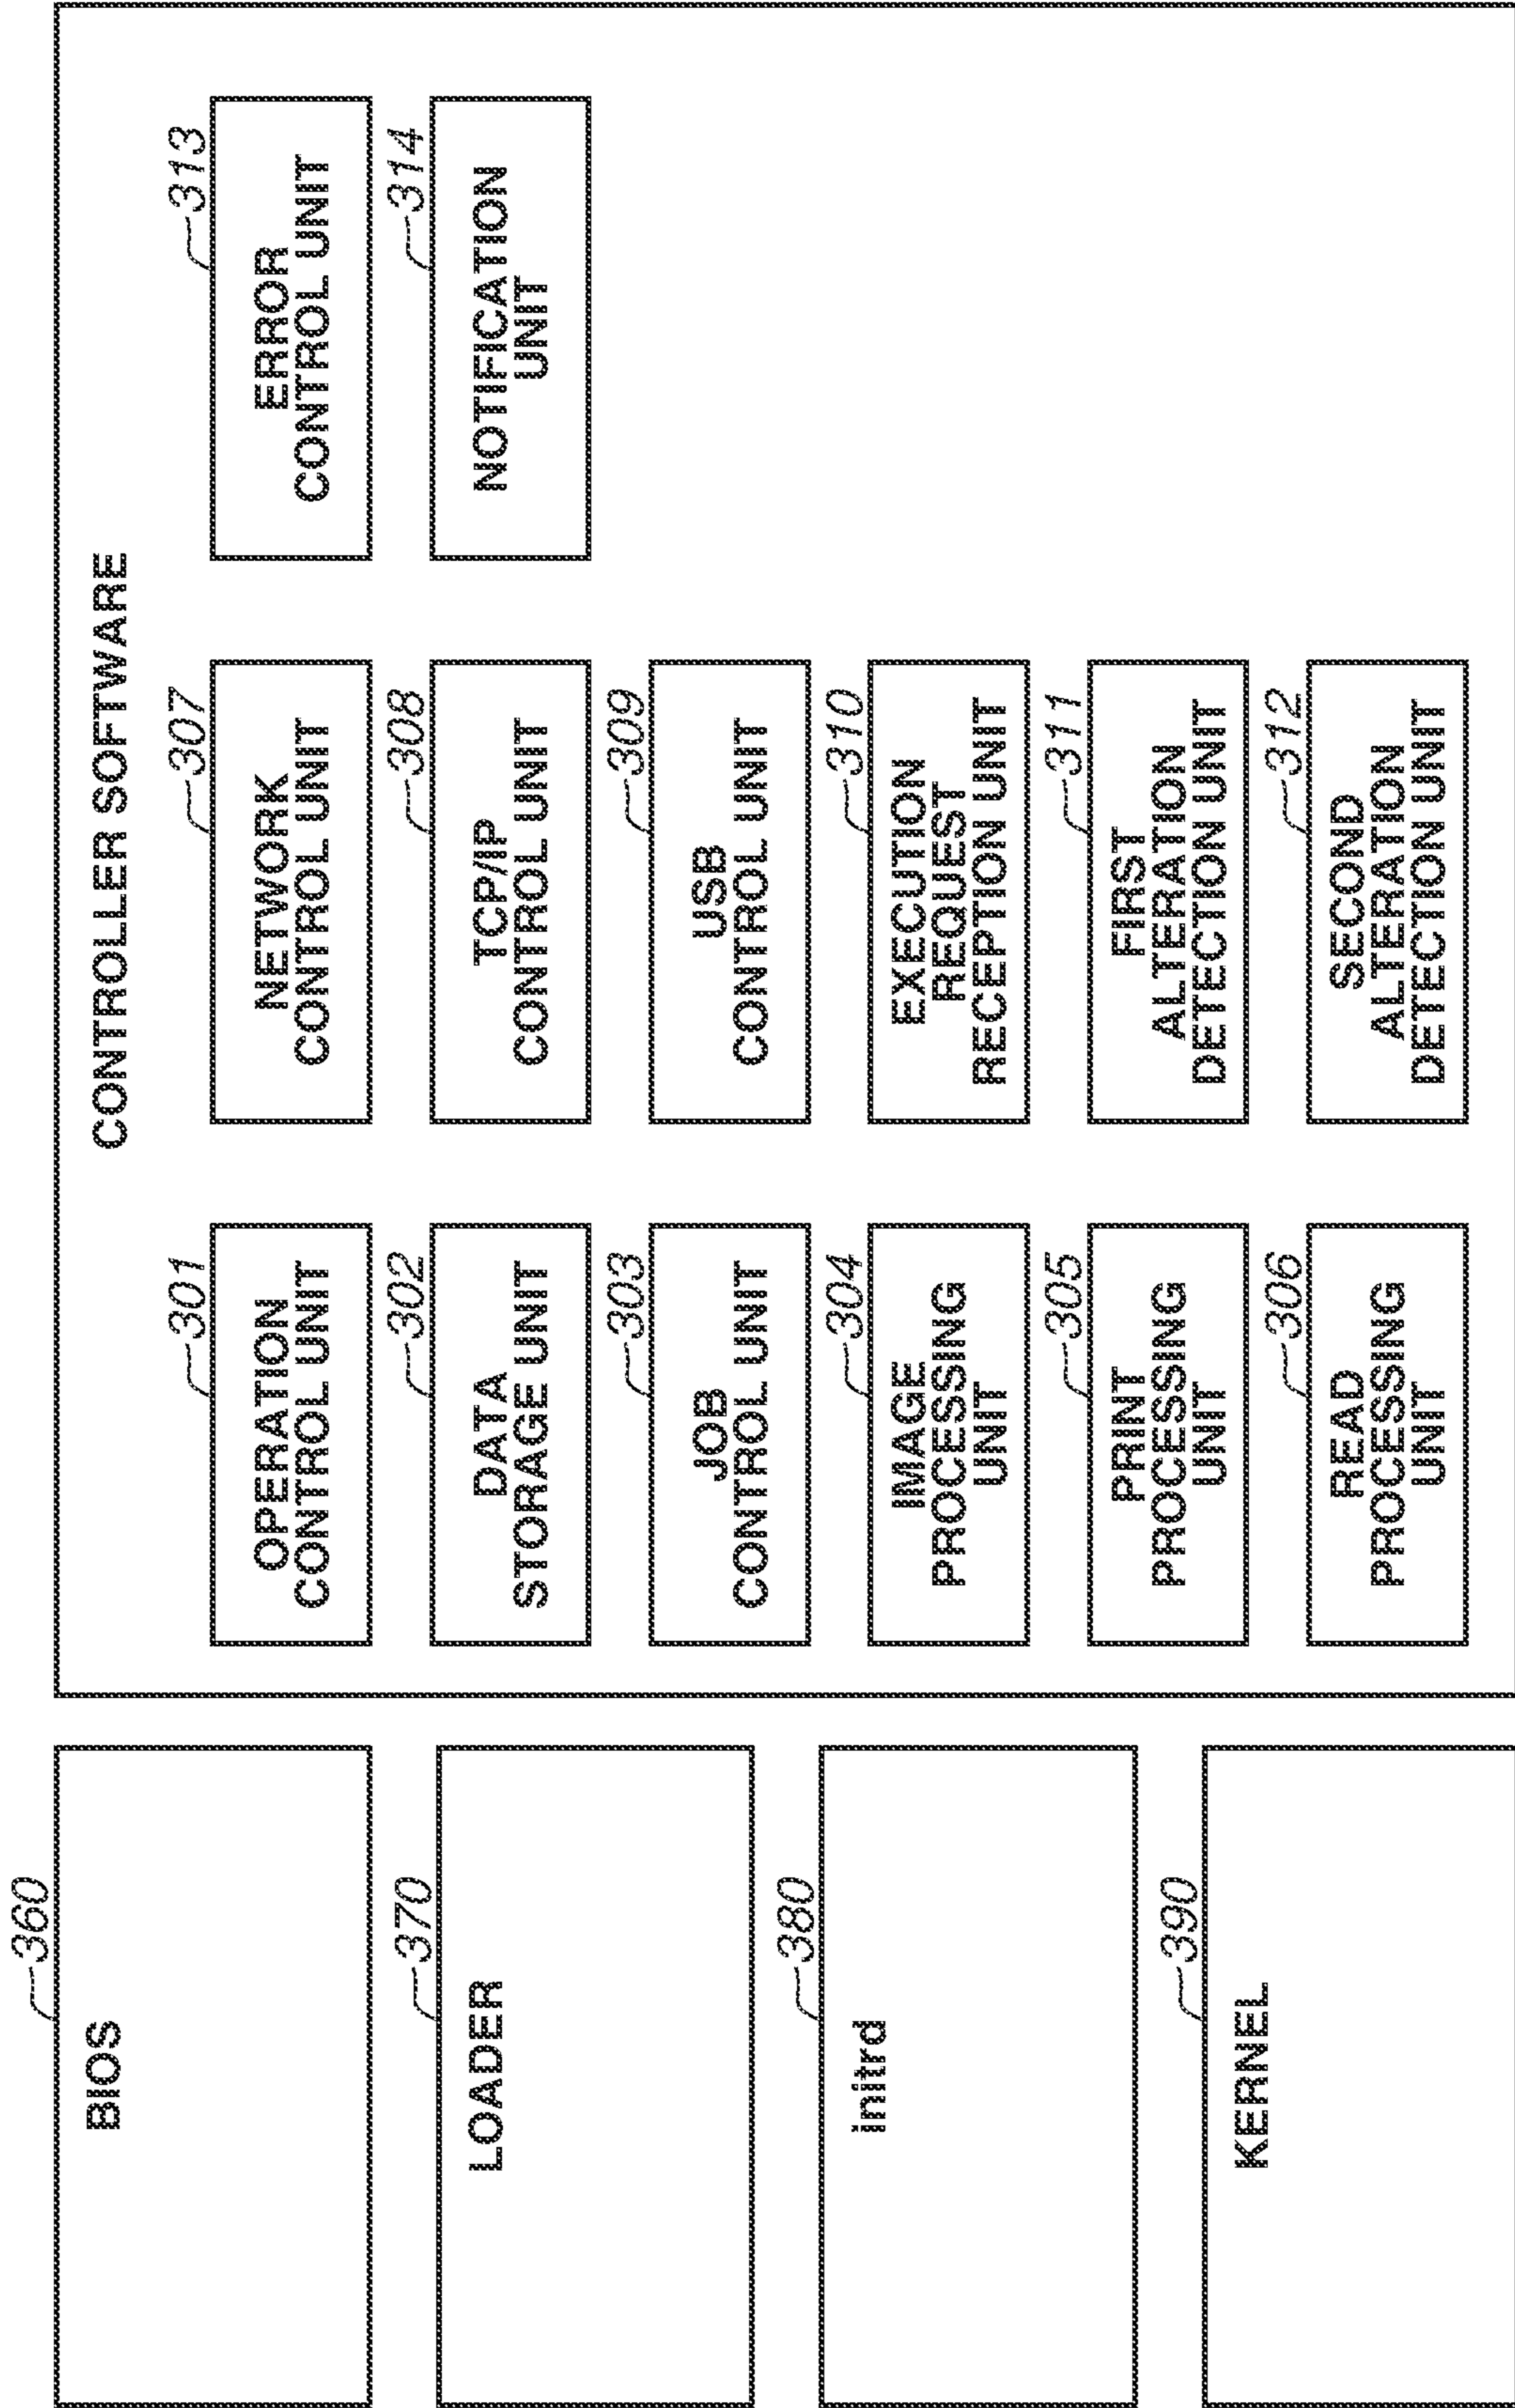 360
BIOS
370
LOADER
380
initrd
390
KERNEL
CONTROLLER SOFTWARE
301
OPERATION
CONTROL UNIT
302
DATA
STORAGE UNIT
303
JOB
CONTROL UNIT
304
IMAGE
PROCESSING
UNIT
305
PRINT
PROCESSING
UNIT
306
READ
PROCESSING
UNIT
307
NETWORK
CONTROL UNIT
308
TCP/IP
CONTROL UNIT
309
USB
CONTROL UNIT
310
EXECUTION
REQUEST
RECEPTION UNIT
311
FIRST
ALTERATION
DETECTION UNIT
312
SECOND
ALTERATION
DETECTION UNIT
313
ERROR
CONTROL UNIT
314
NOTIFICATION
UNIT